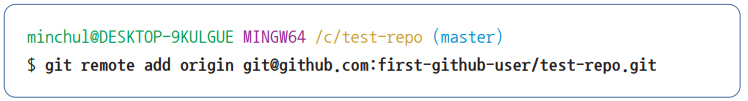 minchul@DESKTOP-9KULGUE MINGW64 /c/test-repo (master)
$ git remote add origin git@github.com:first-github-user/test-repo.git